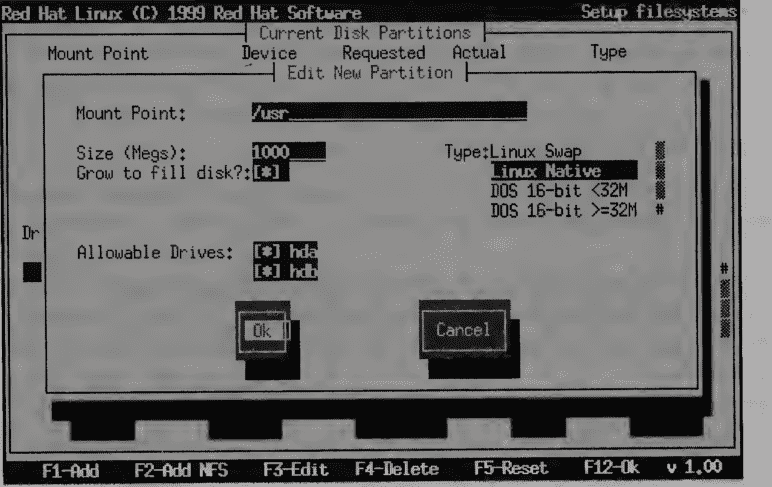 Red Hat Linux (C) 1999 Red Hat Software Setup filesystems
Current Disk Partitions
Mount Point Device Requested Actual Type
Edit New Partition
Mount Point: /usr
Size (Megs): 1000 Type:Linux Swap
Grow to fill disk?:[*] Linux Native
DOS 16-bit <32M
DOS 16-bit >=32M #
Dr
Allowable Drives: [*] hda
[*] hdb #
Ok Cancel
F1-Add F2-Add NFS F3-Edit F4-Delete F5-Reset F12-Ok v 1.00